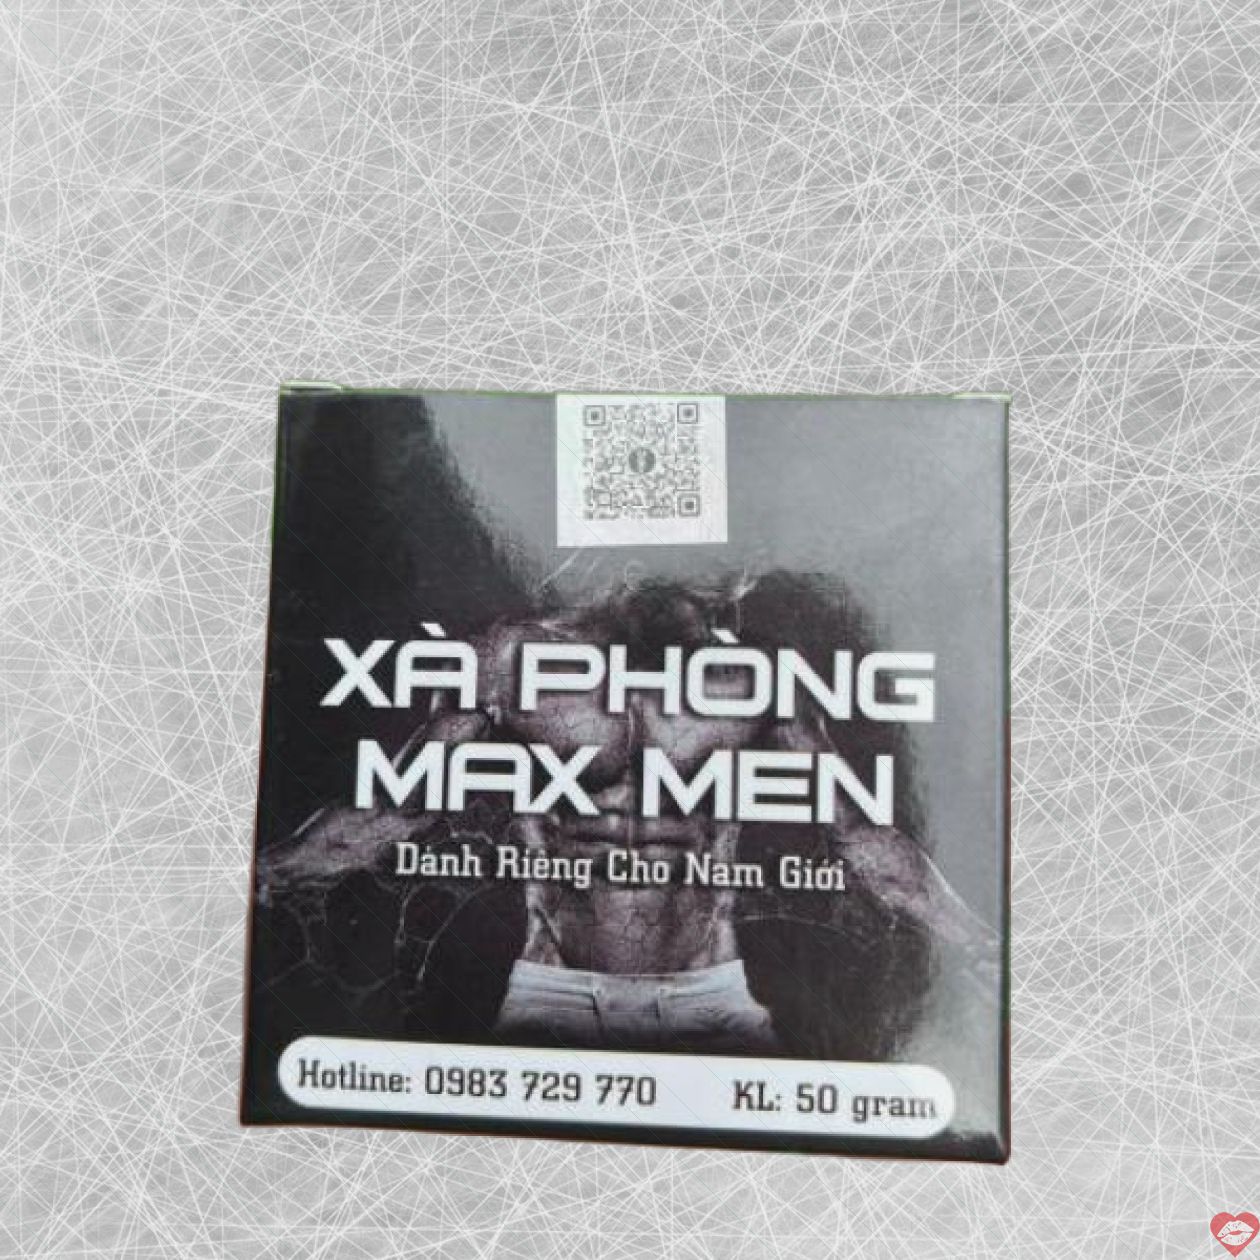 XÀ PHÒNG
MAX MEN
Dành Riêng Cho Nam Giới
Hotline: 0983 729 770 KL: 50 gram